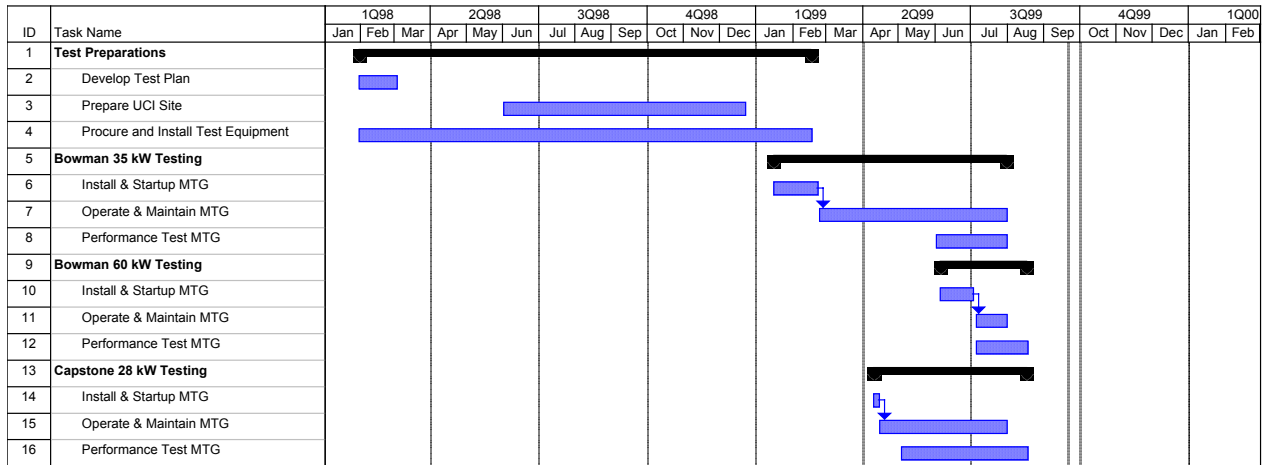 1Q98 2Q98 3Q98 4Q98 1Q99 2Q99 3Q99 4Q99 1Q00
ID Task Name Jan Feb Mar Apr May Jun Jul Aug Sep Oct Nov Dec Jan Feb Mar Apr May Jun Jul Aug Sep Oct Nov Dec Jan Feb
1 Test Preparations
2 Develop Test Plan
3 Prepare UCI Site
4 Procure and Install Test Equipment
5 Bowman 35 kW Testing
6 Install & Startup MTG
7 Operate & Maintain MTG
8 Performance Test MTG
9 Bowman 60 kW Testing
10 Install & Startup MTG
11 Operate & Maintain MTG
12 Performance Test MTG
13 Capstone 28 kW Testing
14 Install & Startup MTG
15 Operate & Maintain MTG
16 Performance Test MTG